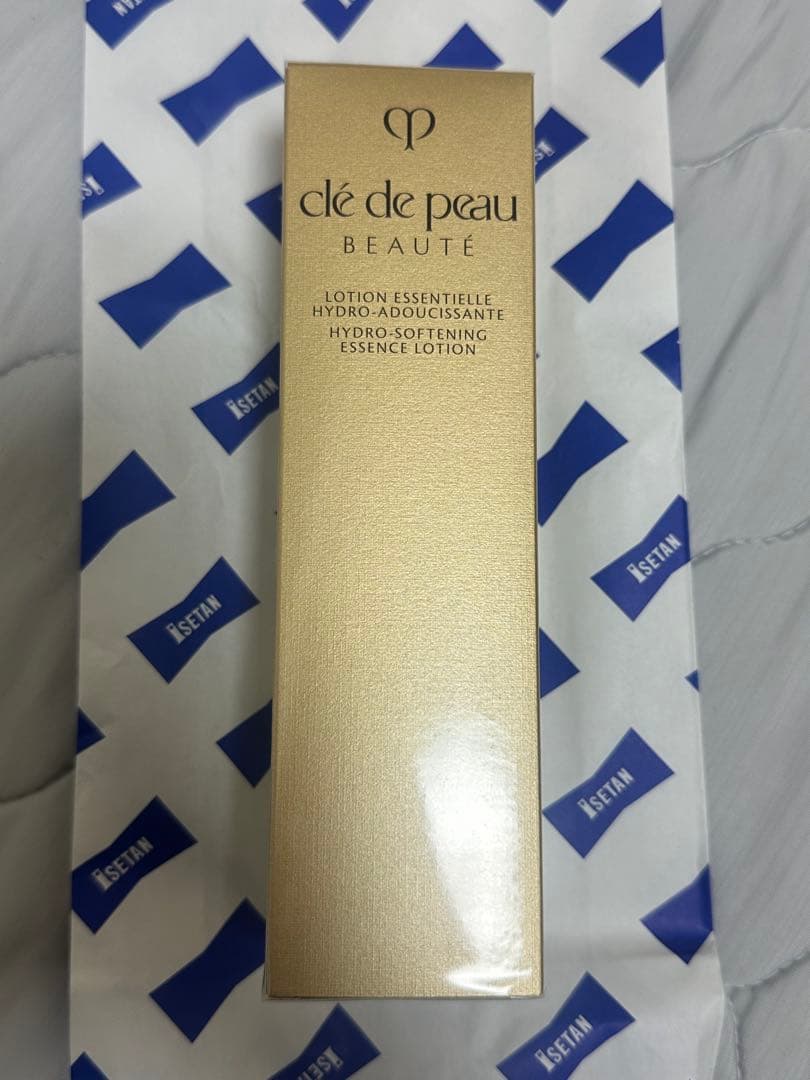 clé de peau
BEAUTÉ
LOTION ESSENTIELLE
HYDRO-ADOUCISSANTE
HYDRO-SOFTENING
ESSENCE LOTION
ISETAN
ISETAN
ISETAN
ISETAN
ISETAN
ISETAN
ISETAN